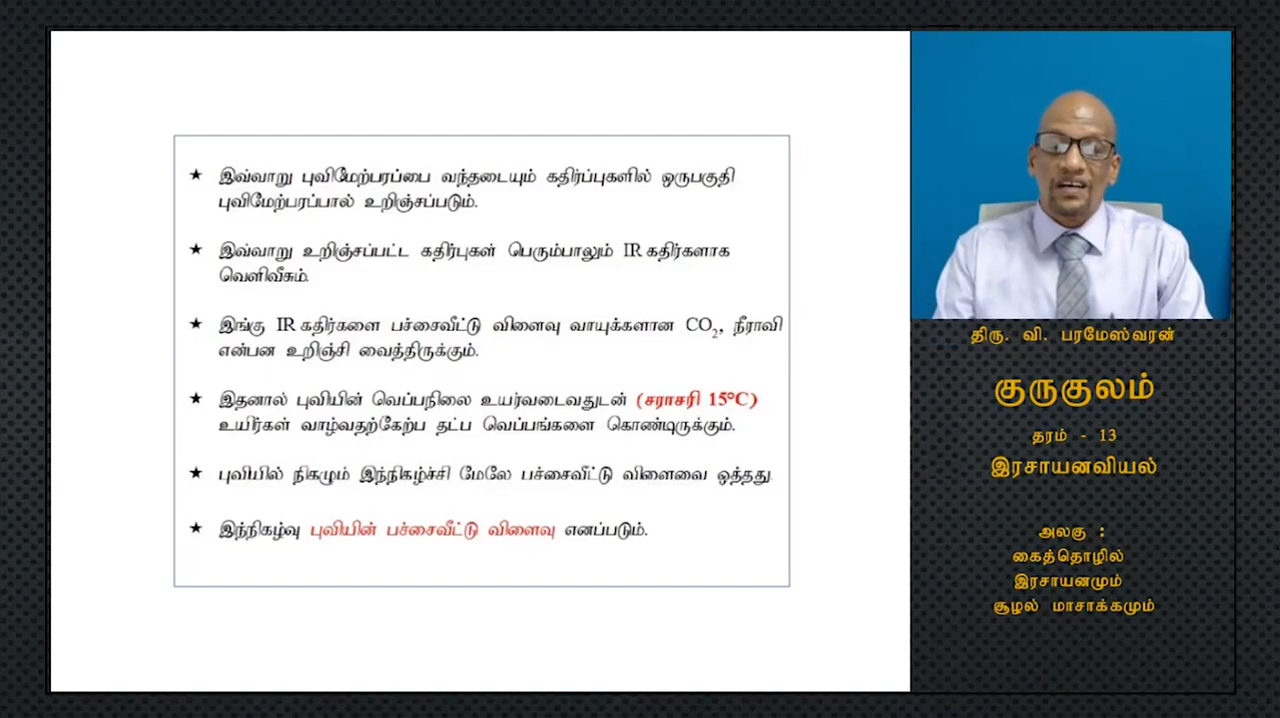 ★ இவ்வாறு புவிமேற்பரப்பை வந்தடையும் கதிர்ப்புகளில் ஒருபகுதி
புவிமேற்பரப்பால் உறிஞ்சப்படும்.
★ இவ்வாறு உறிஞ்சப்பட்ட கதிர்புகள் பெரும்பாலும் IR கதிர்களாக
வெளிவீசும்.
★ இங்கு IR கதிர்களை பச்சைவீட்டு விளைவு வாயுக்களான CO₂, நீராவி
என்பன உறிஞ்சி வைத்திருக்கும்.
★ இதனால் புவியின் வெப்பநிலை உயர்வடைவதுடன் (சராசரி 15°C)
உயிர்கள் வாழ்வதற்கேற்ப தட்ப வெப்பங்களை கொண்டிருக்கும்.
★ புவியில் நிகழும் இந்நிகழ்ச்சி மேலே பச்சைவீட்டு விளைவை ஒத்தது.
★ இந்நிகழ்வு புவியின் பச்சைவீட்டு விளைவு எனப்படும்.
திரு. வி. பரமேஸ்வரன்
குருகுலம்
தரம் - 13
இரசாயனவியல்
அலகு :
கைத்தொழில்
இரசாயனமும்
சூழல் மாசாக்கமும்